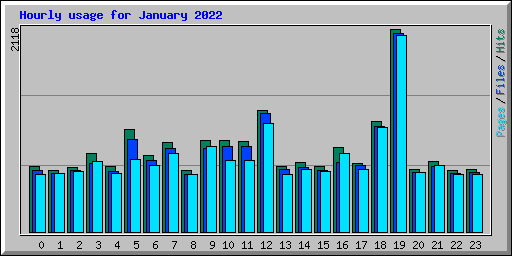 Hourly usage for January 2022
2118
Pages/Files/Hits
0 1 2 3 4 5 6 7 8 9 10 11 12 13 14 15 16 17 18 19 20 21 22 23